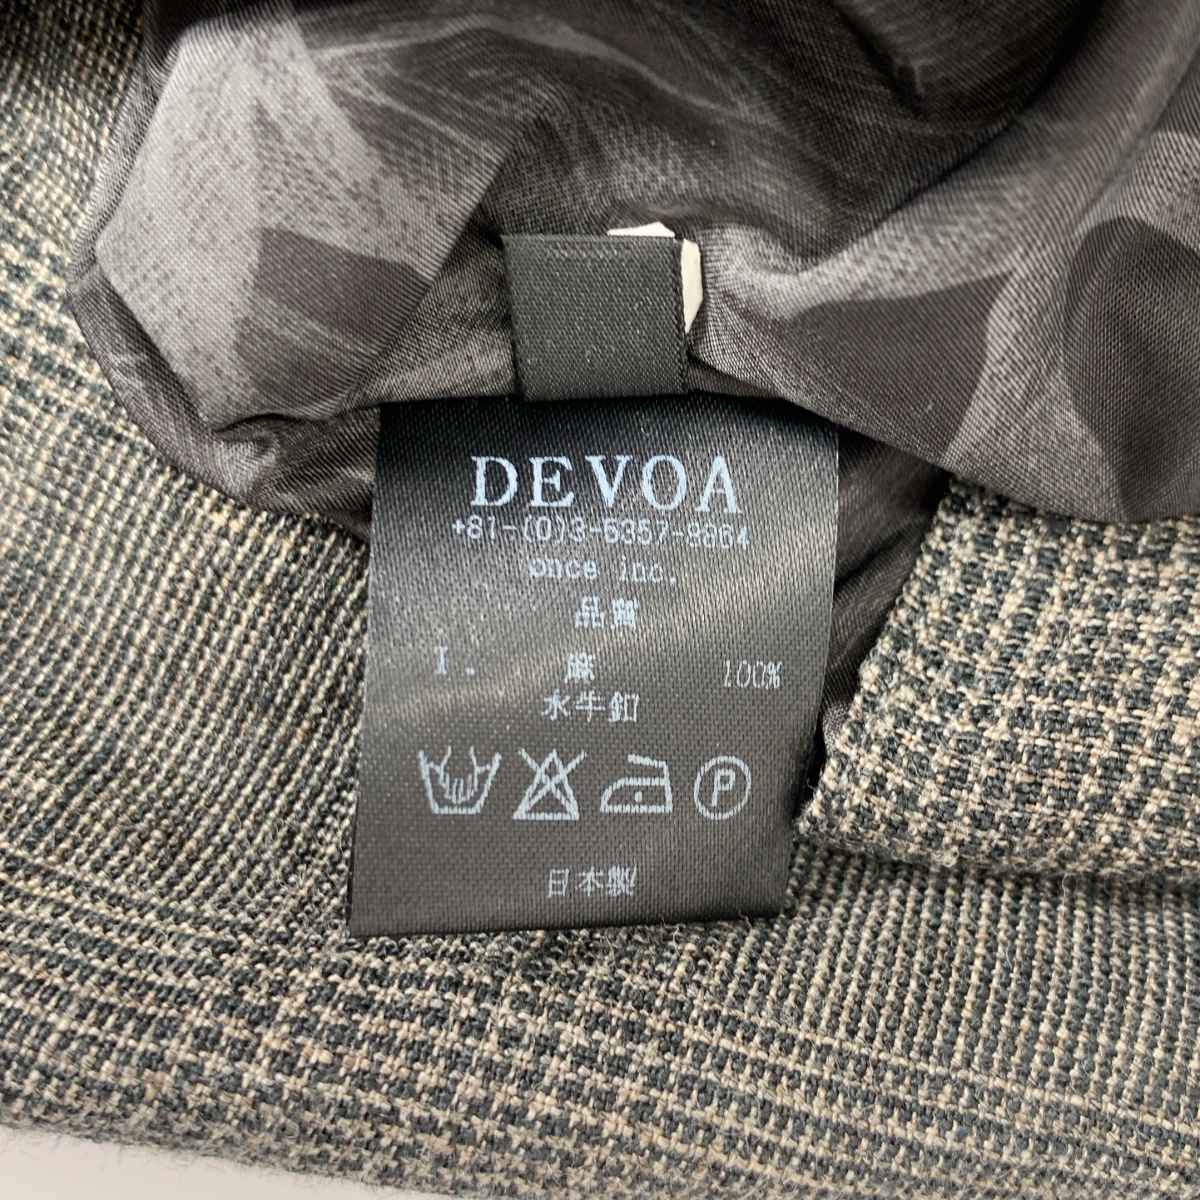 DEVOA
+81-(0)3-6357-8864
once inc.
品質
I. 麻 100%
水牛釦
P
日本製